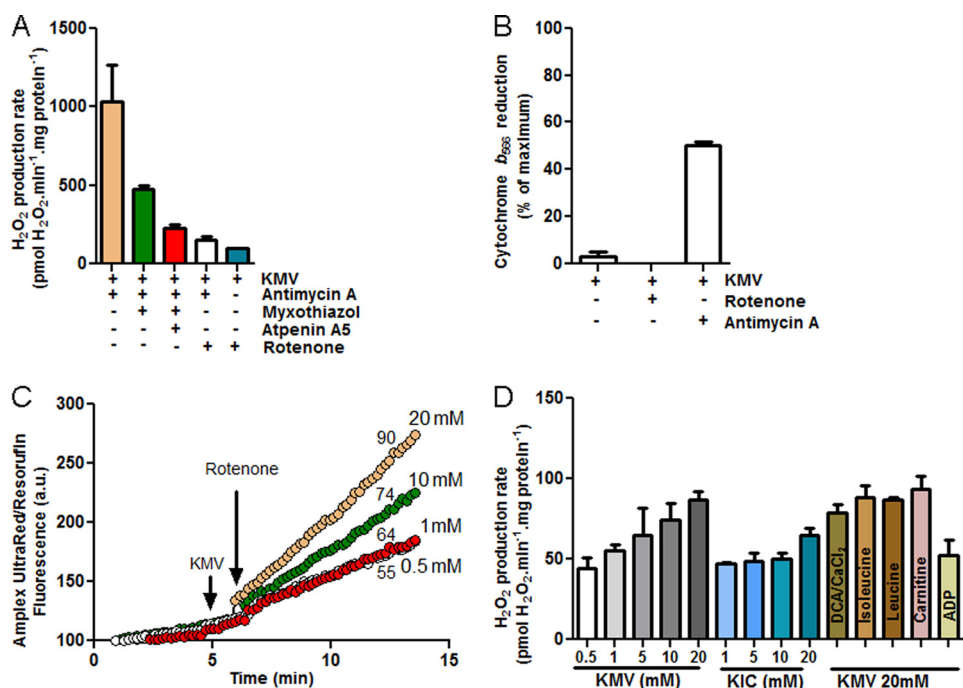 A
H₂O₂ production rate
(pmol H₂O₂.min⁻¹.mg protein⁻¹)
1500
1000
500
0
+ + + + + KMV
+ + + + - Antimycin A
- + + - - Myxothiazol
- - + - - Atpenin A5
- - - + + Rotenone
B
Cytochrome b₅₆₆ reduction
(% of maximum)
100
80
60
40
20
0
+ + + KMV
- + - Rotenone
- - + Antimycin A
C
Amplex UltraRed/Resorufin
Fluorescence (a.u.)
300
250
200
150
100
KMV
Rotenone
90
74
64
55
20 mM
10 mM
1 mM
0.5 mM
0 5 10 15
Time (min)
D
H₂O₂ production rate
(pmol H₂O₂.min⁻¹.mg protein⁻¹)
150
100
50
0
DCA/CaCl₂
Isoleucine
Leucine
Carnitine
ADP
0.5 1 5 10 20 1 5 10 20
KMV (mM) KIC (mM) KMV 20mM